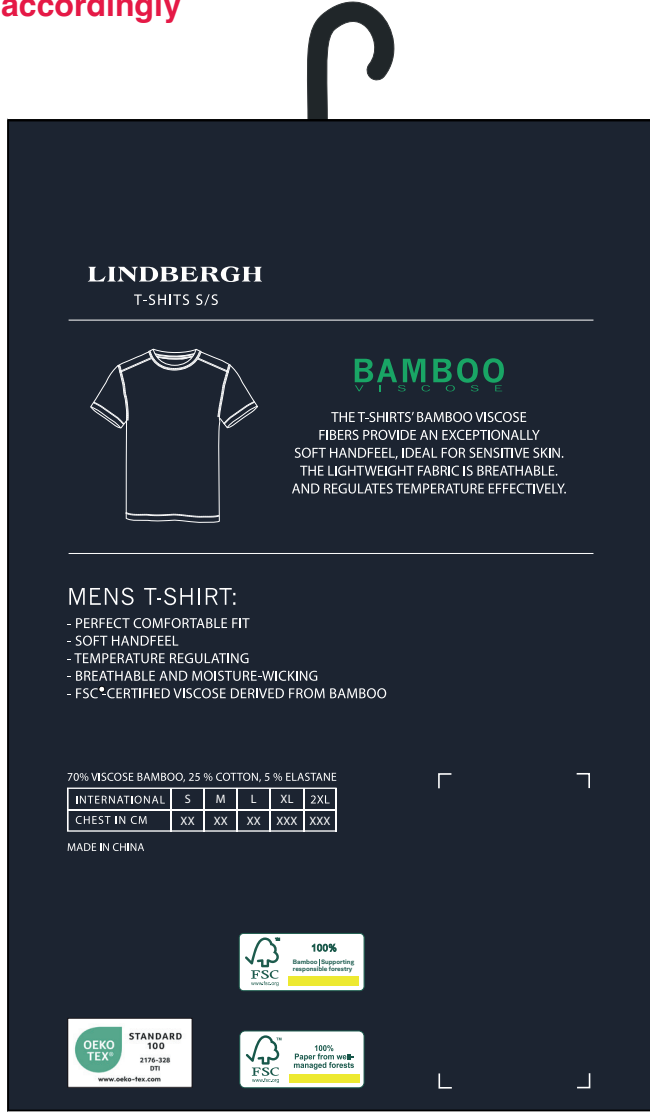 accordingly
LINDBERGH
T-SHITS S/S
BAMBOO
VISCOSE
THE T-SHIRTS’ BAMBOO VISCOSE
FIBERS PROVIDE AN EXCEPTIONALLY
SOFT HANDFEEL, IDEAL FOR SENSITIVE SKIN.
THE LIGHTWEIGHT FABRIC IS BREATHABLE.
AND REGULATES TEMPERATURE EFFECTIVELY.
MENS T-SHIRT:
- PERFECT COMFORTABLE FIT
- SOFT HANDFEEL
- TEMPERATURE REGULATING
- BREATHABLE AND MOISTURE-WICKING
- FSC®-CERTIFIED VISCOSE DERIVED FROM BAMBOO
70% VISCOSE BAMBOO, 25 % COTTON, 5 % ELASTANE
INTERNATIONAL S M L XL 2XL
CHEST IN CM XX XX XX XXX XXX
MADE IN CHINA
™
FSC
www.fsc.org
100%
Bamboo | Supporting
responsible forestry
OEKO
TEX®
STANDARD
100
2176-328
DTI
www.oeko-tex.com
™
FSC
www.fsc.org
100%
Paper from well-
managed forests